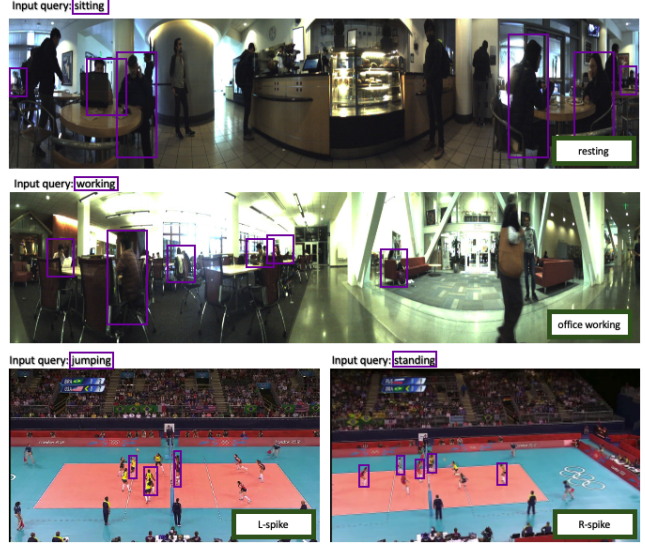 Input query: sitting
resting
Input query: working
office working
Input query: jumping
Input query: standing
L-spike
R-spike